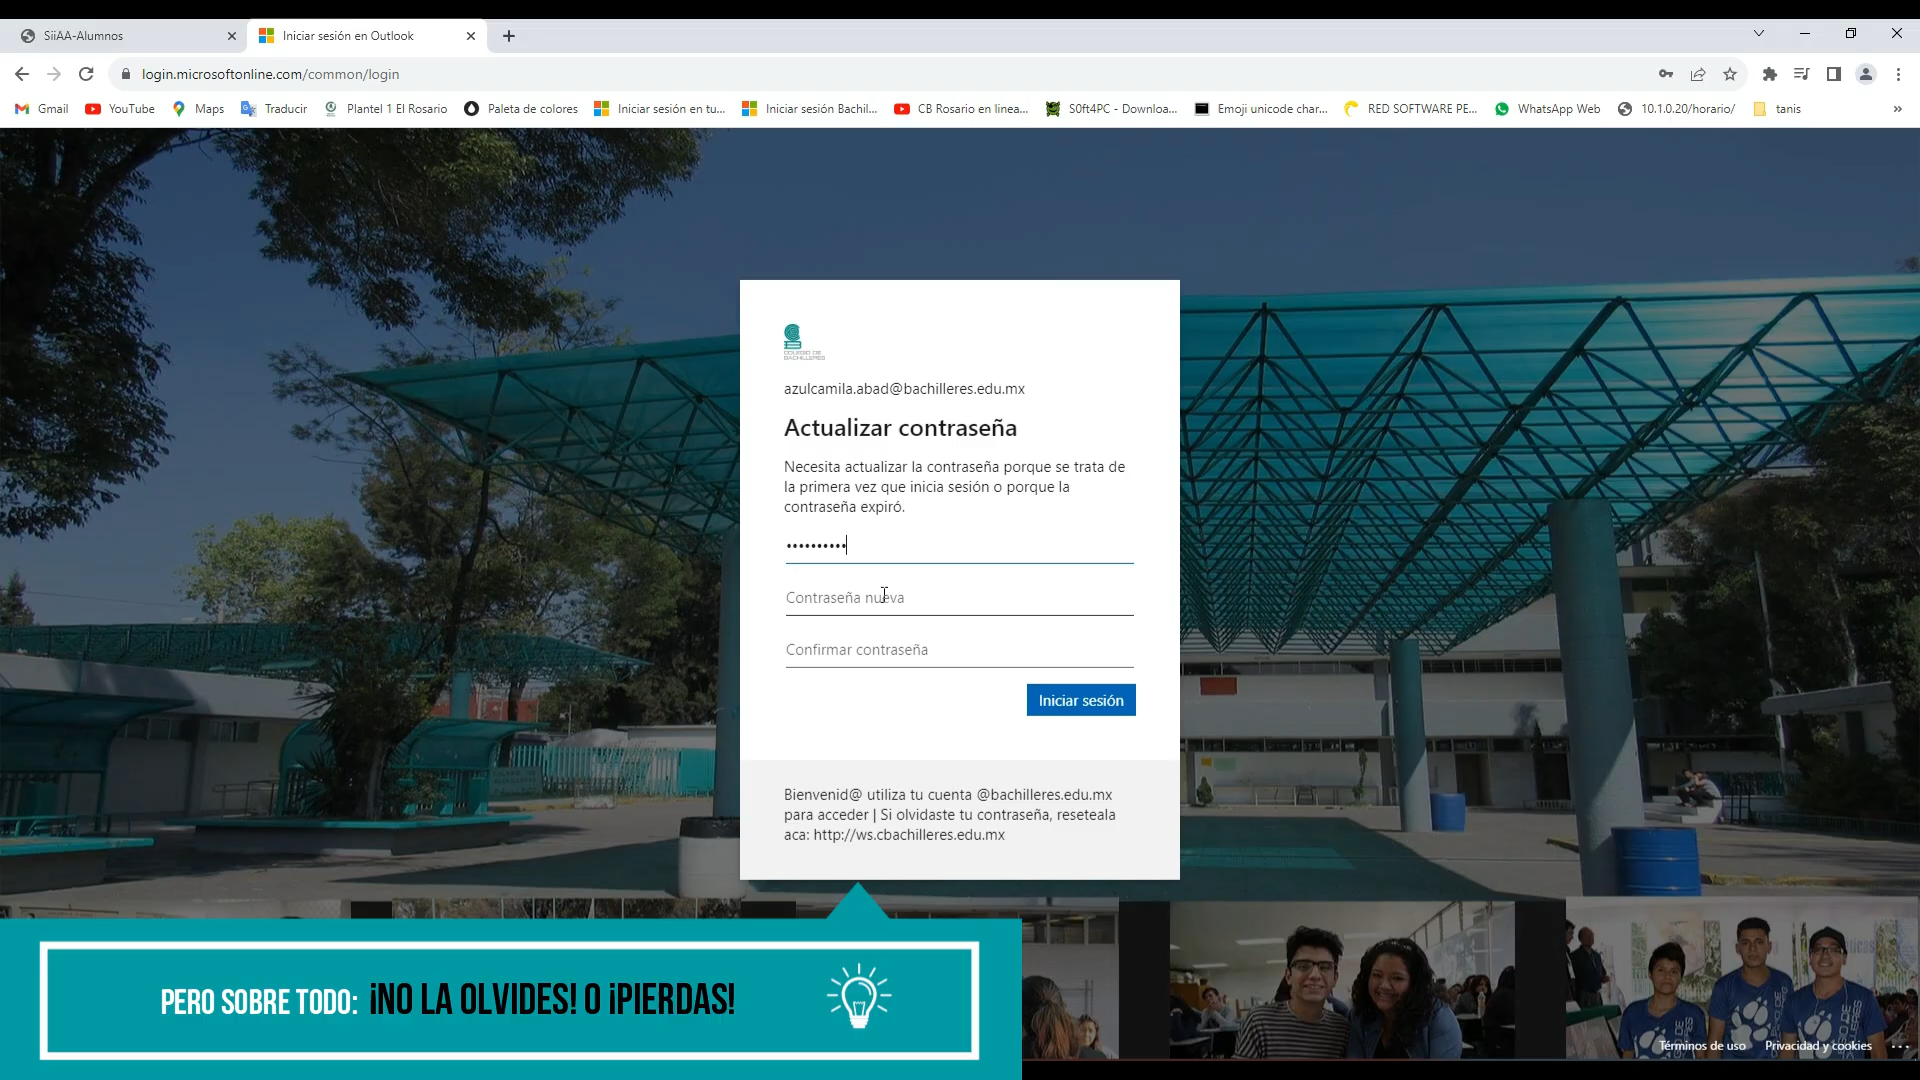 SiiAA-Alumnos
Iniciar sesión en Outlook
login.microsoftonline.com/common/login
Gmail
YouTube
Maps
Traducir
Plantel 1 El Rosario
Paleta de colores
Iniciar sesión en tu...
Iniciar sesión Bachil...
CB Rosario en linea...
S0ft4PC - Downloa...
Emoji unicode char...
RED SOFTWARE PE...
WhatsApp Web
10.1.0.20/horario/
tanis
»
COLEGIO DE
BACHILLERES
azulcamila.abad@bachilleres.edu.mx
Actualizar contraseña
Necesita actualizar la contraseña porque se trata de
la primera vez que inicia sesión o porque la
contraseña expiró.
••••••••••
Contraseña nueva
Confirmar contraseña
Iniciar sesión
Bienvenid@ utiliza tu cuenta @bachilleres.edu.mx
para acceder | Si olvidaste tu contraseña, reseteala
aca: http://ws.cbachilleres.edu.mx
PERO SOBRE TODO: ¡NO LA OLVIDES! O ¡PIERDAS!
Términos de uso
Privacidad y cookies
...